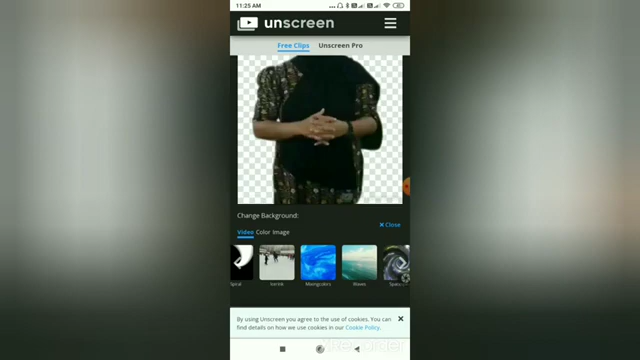 11:25 AM
unscreen
Free Clips Unscreen Pro
Change Background:
× Close
Video Color Image
Spiral Icerink Mixingcolors Waves
By using Unscreen you agree to the use of cookies. You can
find details on how we use cookies in our Cookie Policy.